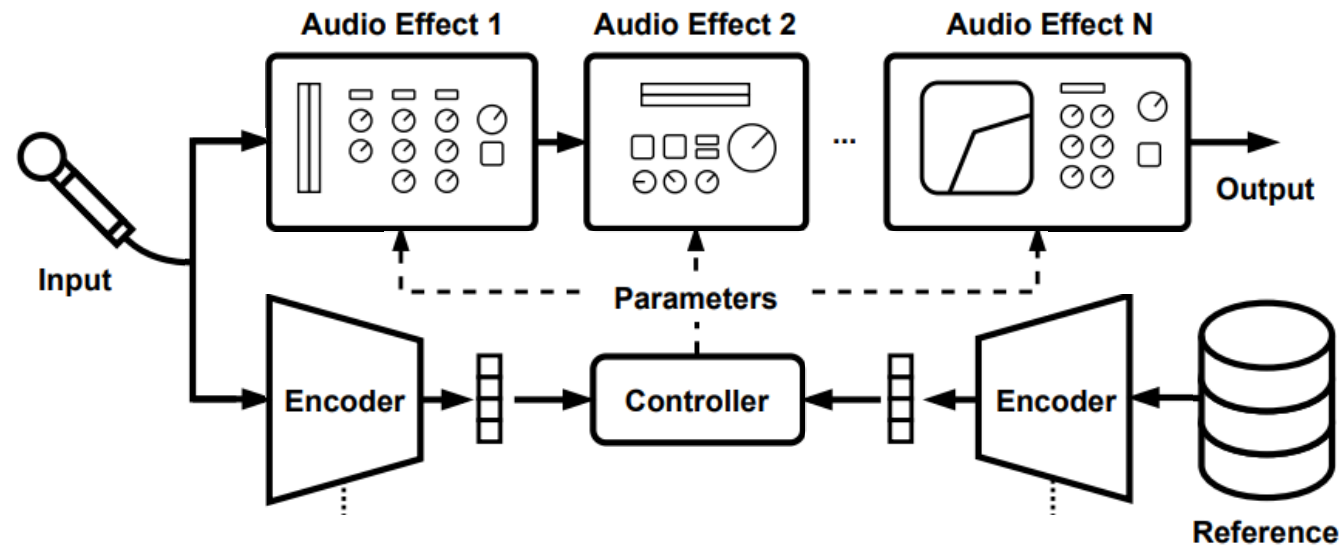 Audio Effect 1
Audio Effect 2
Audio Effect N
...
Output
Input
Parameters
Encoder
Controller
Encoder
Reference